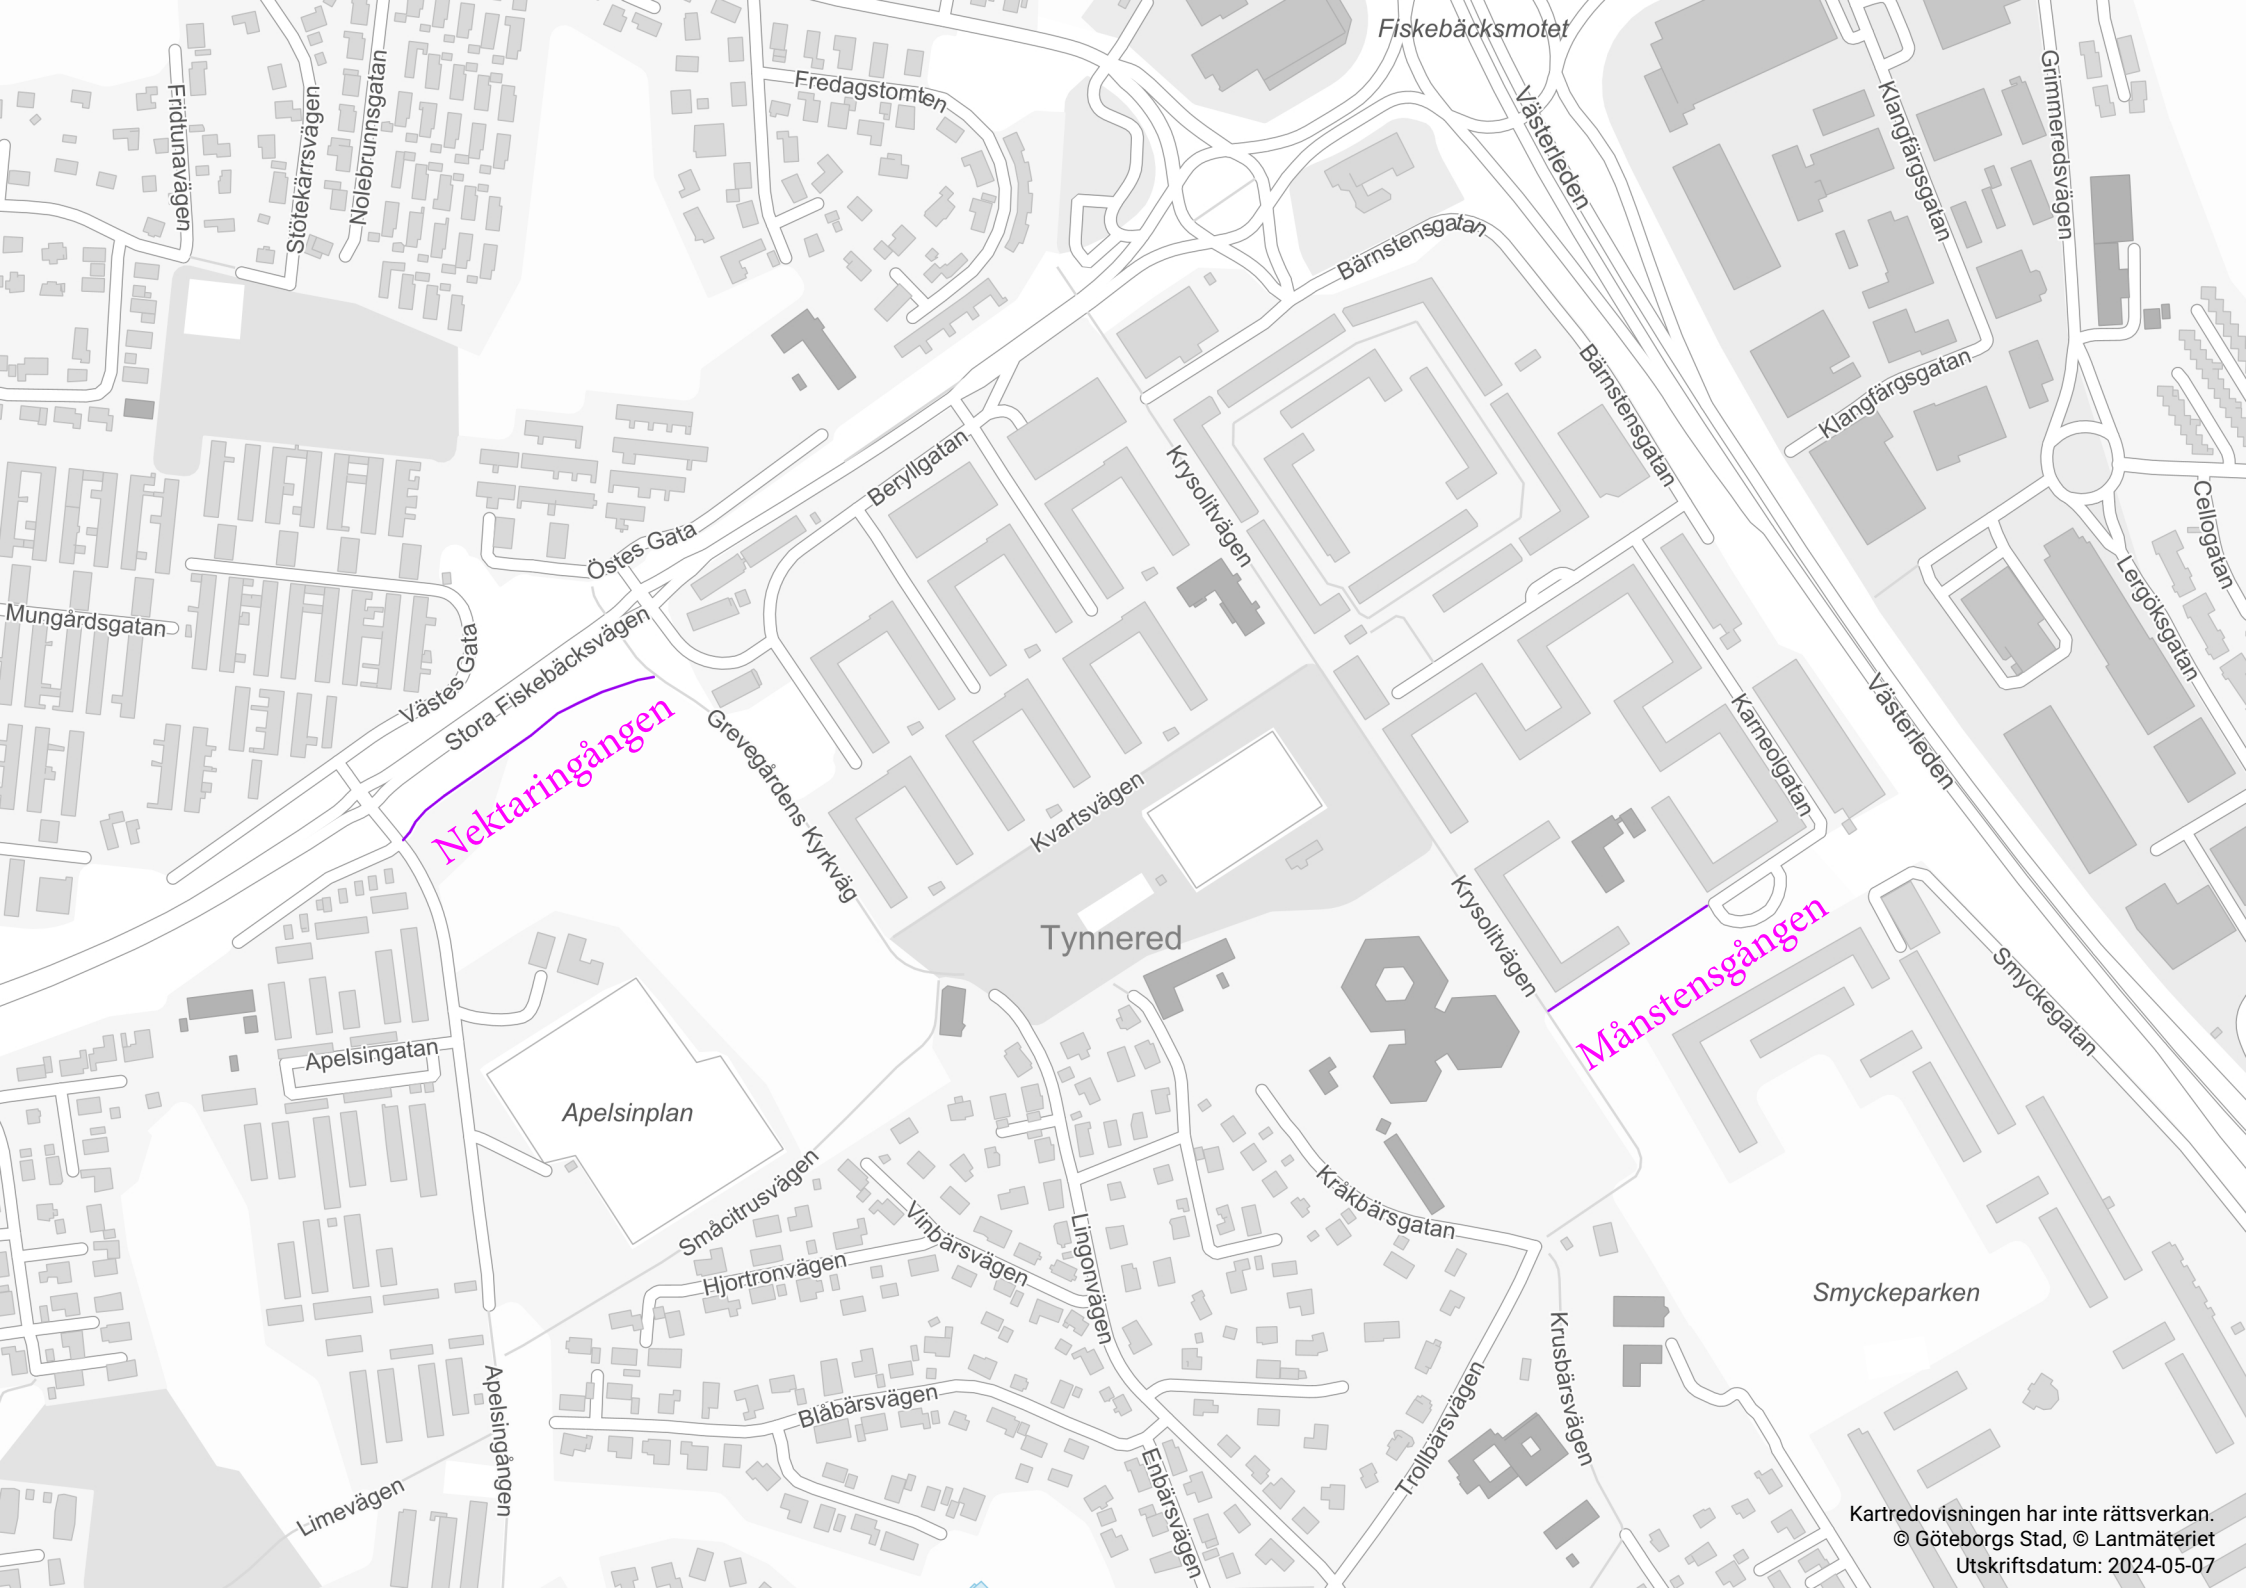 Fiskebäcksmotet
Fredagstomten
Fridtunavägen
Stötekärrsvägen
Nolebrunnsgatan
Västerleden
Klangfärgsgatan
Grimmeredsvägen
Bärnstensgatan
Bärnstensgatan
Klangfärgsgatan
Beryllgatan
Krysolitvägen
Cellogatan
Östes Gata
Lergöksgatan
Mungårdsgatan
Västes Gata
Stora Fiskebäcksvägen
Nektaringången
Grevegårdens Kyrkväg
Karneolgatan
Västerleden
Kvartsvägen
Tynnered
Krysolitvägen
Månstensgången
Smyckegatan
Apelsingatan
Apelsinplan
Småcitrusvägen
Vinbärsvägen
Kråkbärsgatan
Hjortronvägen
Lingonvägen
Smyckeparken
Krusbärsvägen
Apelsingången
Blåbärsvägen
Trollbärsvägen
Limevägen
Enbärsvägen
Kartredovisningen har inte rättsverkan.
© Göteborgs Stad, © Lantmäteriet
Utskriftsdatum: 2024-05-07